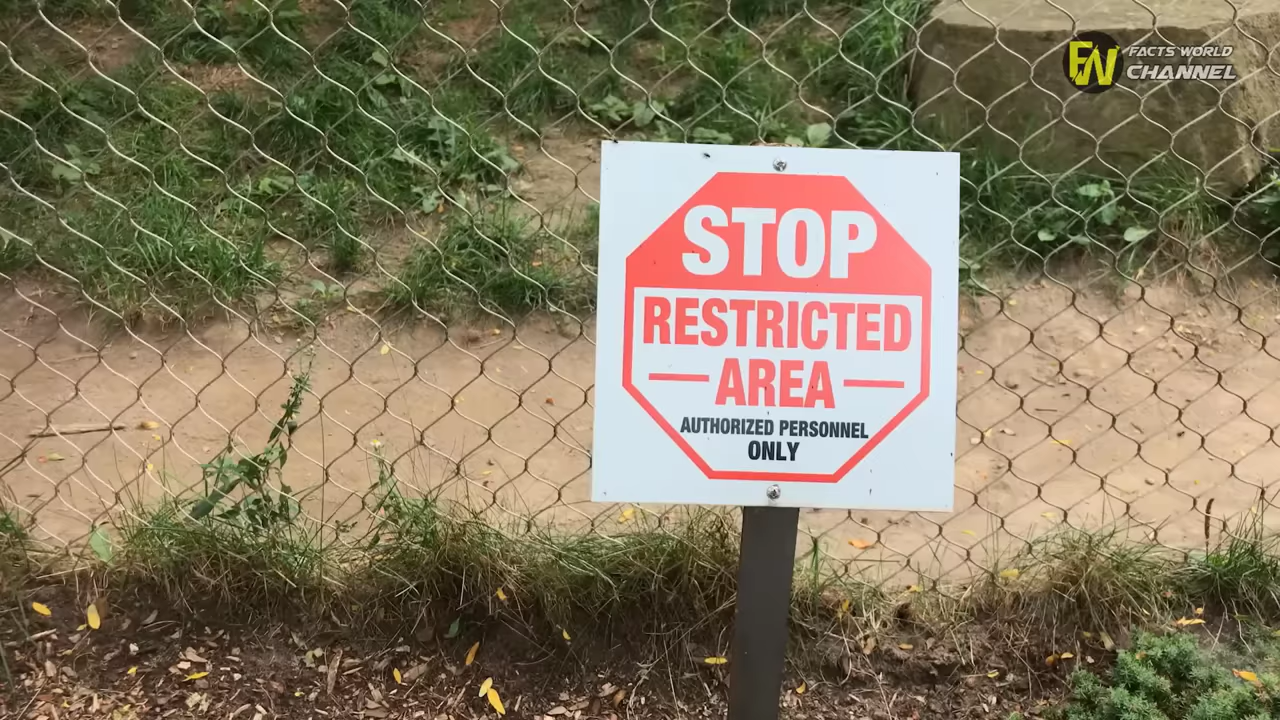 FW FACTS WORLD
CHANNEL
STOP
RESTRICTED
AREA
AUTHORIZED PERSONNEL
ONLY